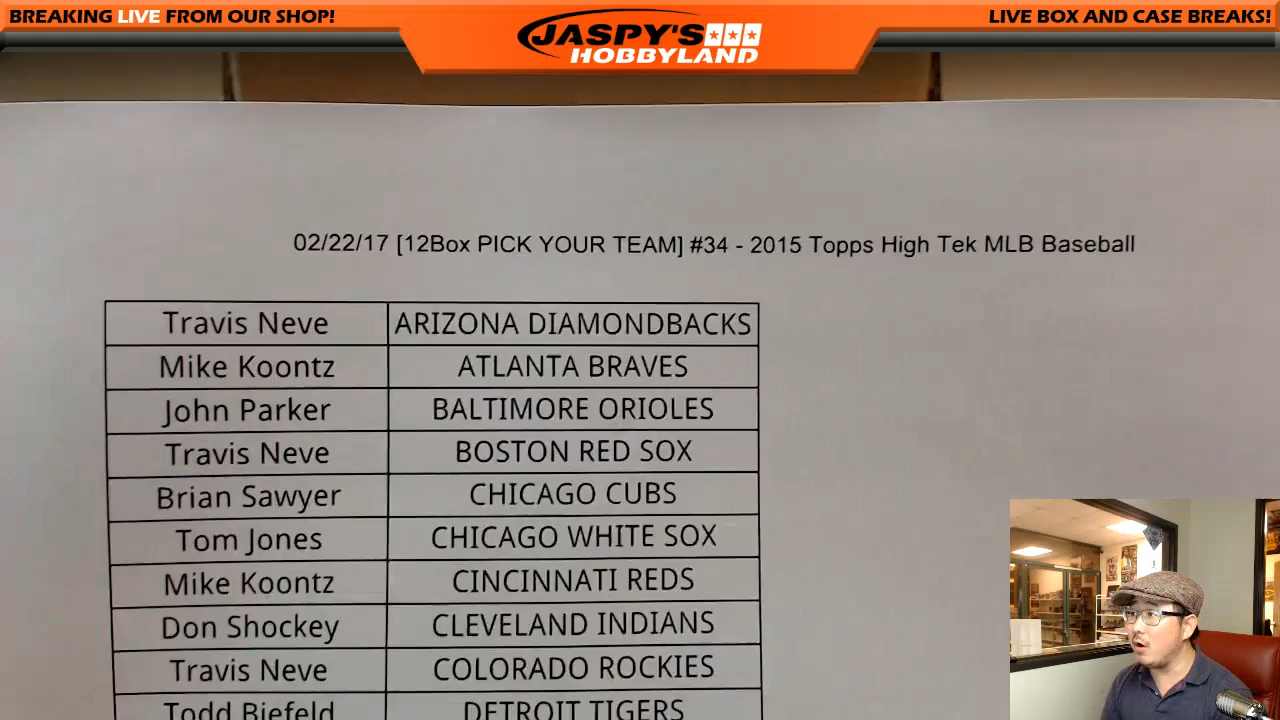 BREAKING LIVE FROM OUR SHOP!
JASPY'S
HOBBYLAND
LIVE BOX AND CASE BREAKS!
02/22/17 [12Box PICK YOUR TEAM] #34 - 2015 Topps High Tek MLB Baseball
Travis Neve ARIZONA DIAMONDBACKS
Mike Koontz ATLANTA BRAVES
John Parker BALTIMORE ORIOLES
Travis Neve BOSTON RED SOX
Brian Sawyer CHICAGO CUBS
Tom Jones CHICAGO WHITE SOX
Mike Koontz CINCINNATI REDS
Don Shockey CLEVELAND INDIANS
Travis Neve COLORADO ROCKIES
Todd Biefeld DETROIT TIGERS